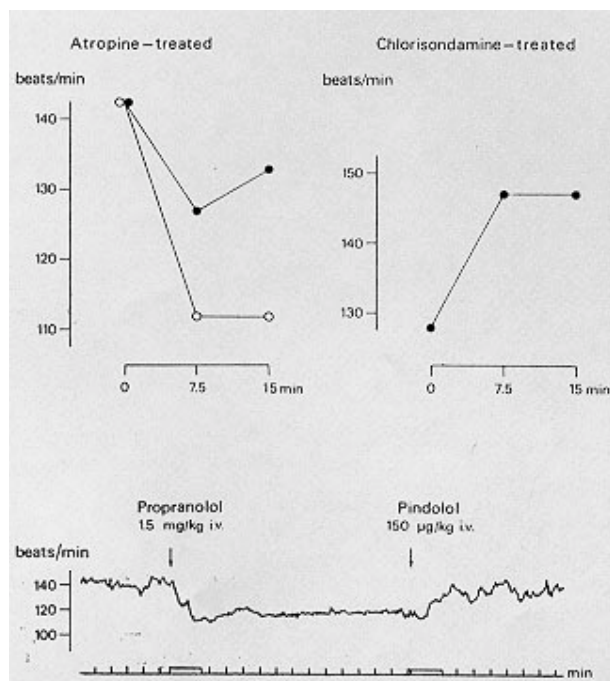 Atropine–treated
beats/min
140
130
120
110
0 7.5 15 min
Chlorisondamine–treated
beats/min
150
140
130
0 7.5 15 min
Propranolol
1.5 mg/kg i.v.
Pindolol
150 µg/kg i.v.
beats/min
140
120
100
min